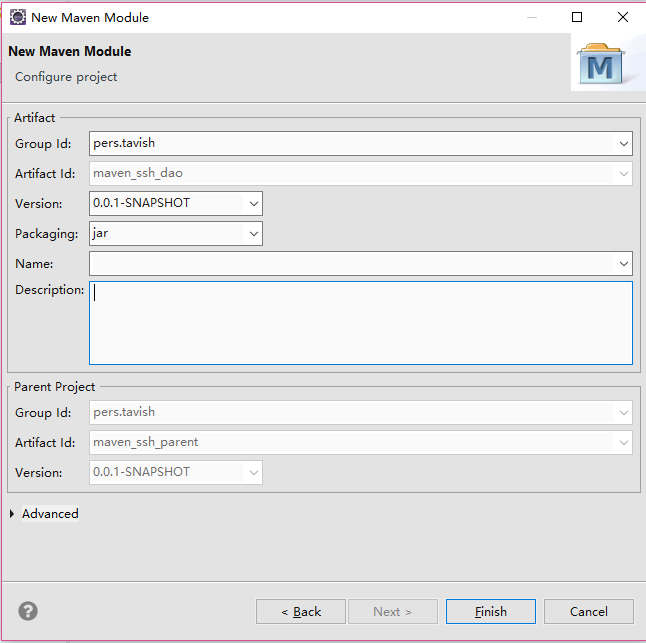 New Maven Module
New Maven Module
Configure project
M
Artifact
Group Id: pers.tavish
Artifact Id: maven_ssh_dao
Version: 0.0.1-SNAPSHOT
Packaging: jar
Name:
Description:
Parent Project
Group Id: pers.tavish
Artifact Id: maven_ssh_parent
Version: 0.0.1-SNAPSHOT
Advanced
? < Back Next > Finish Cancel